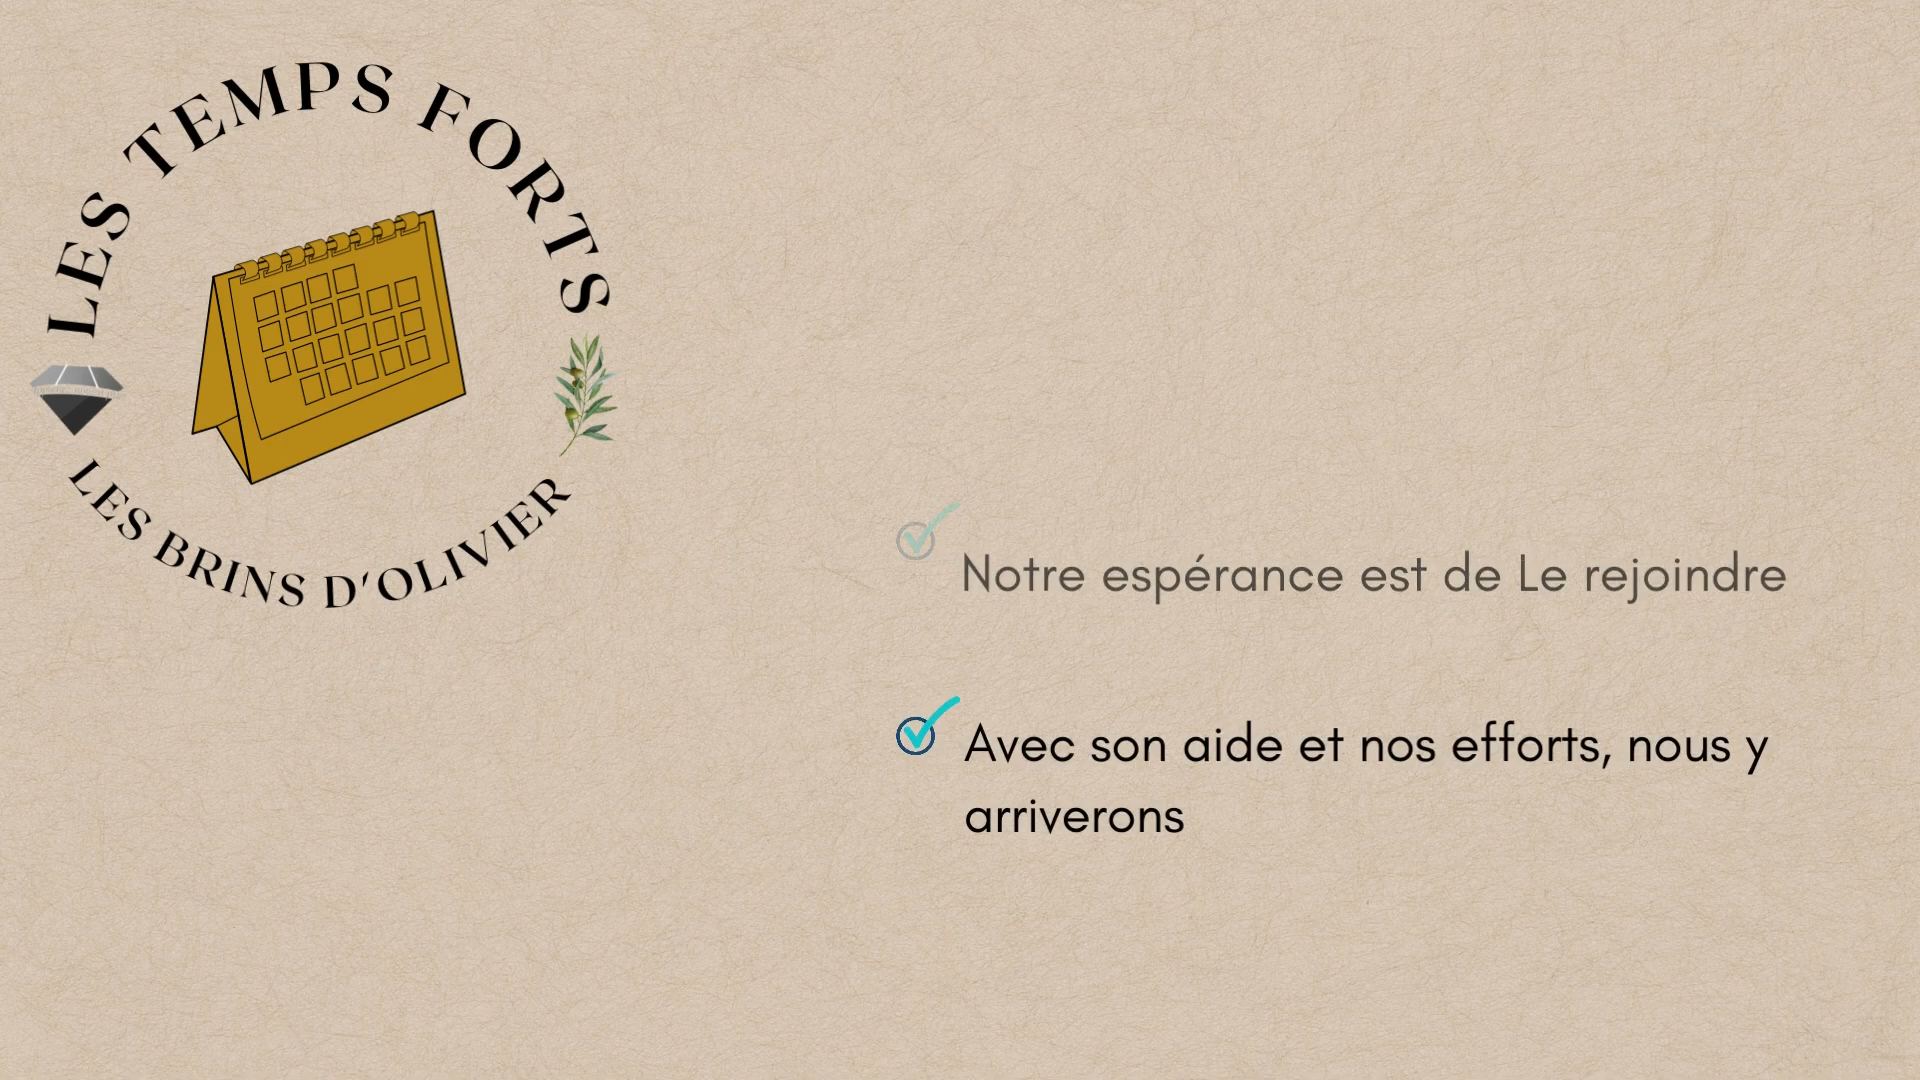 LES TEMPS FORTS
LES BRINS D'OLIVIER
Notre espérance est de Le rejoindre
Avec son aide et nos efforts, nous y
arriverons